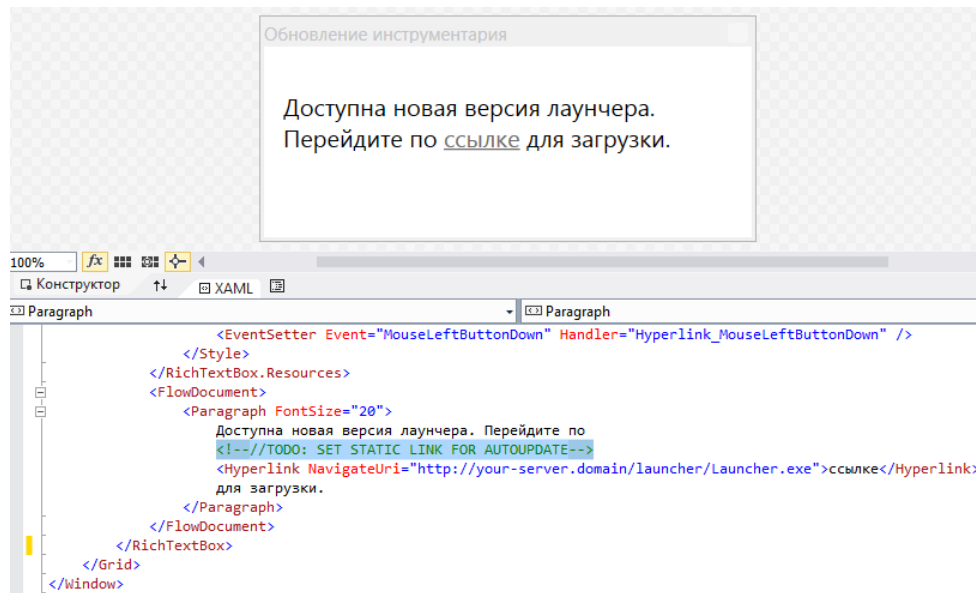 Обновление инструментария
Доступна новая версия лаунчера.
Перейдите по ссылке для загрузки.
100%
fx
Конструктор
XAML
Paragraph
Paragraph
<EventSetter Event="MouseLeftButtonDown" Handler="Hyperlink_MouseLeftButtonDown" />
</Style>
</RichTextBox.Resources>
<FlowDocument>
<Paragraph FontSize="20">
Доступна новая версия лаунчера. Перейдите по
<!--//TODO: SET STATIC LINK FOR AUTOUPDATE-->
<Hyperlink NavigateUri="http://your-server.domain/launcher/Launcher.exe">ссылке</Hyperlink>
для загрузки.
</Paragraph>
</FlowDocument>
</RichTextBox>
</Grid>
</Window>